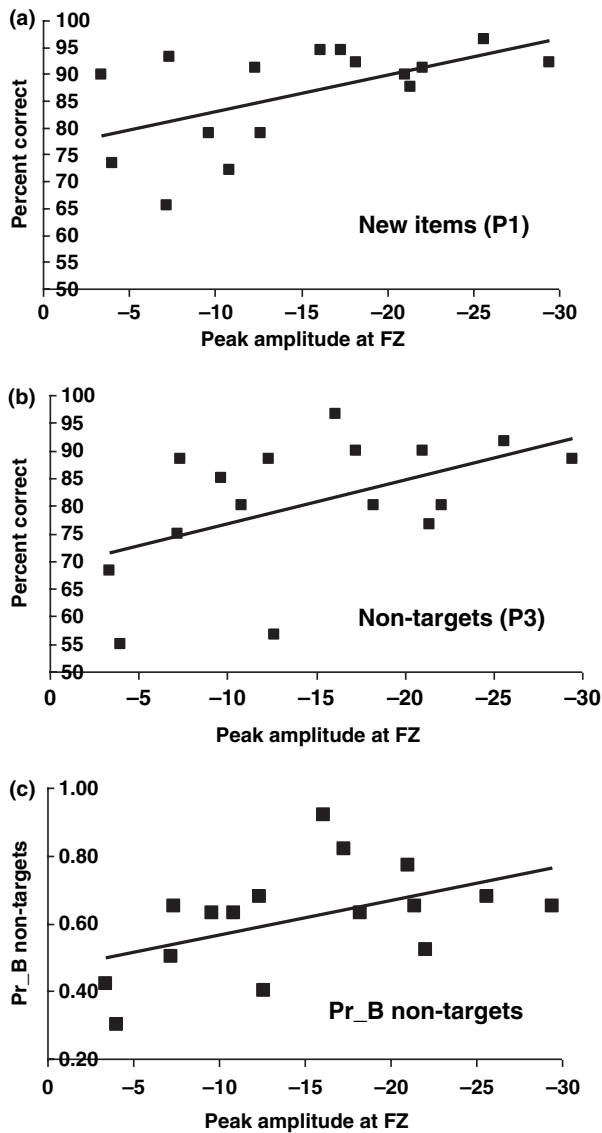 (a)
100
95
90
85
80
75
70
65
60
55
50
Percent correct
New items (P1)
0 –5 –10 –15 –20 –25 –30
Peak amplitude at FZ
(b)
100
95
90
85
80
75
70
65
60
55
50
Percent correct
Non-targets (P3)
0 –5 –10 –15 –20 –25 –30
Peak amplitude at FZ
(c)
1.00
0.80
0.60
0.40
0.20
Pr_B non-targets
Pr_B non-targets
0 –5 –10 –15 –20 –25 –30
Peak amplitude at FZ